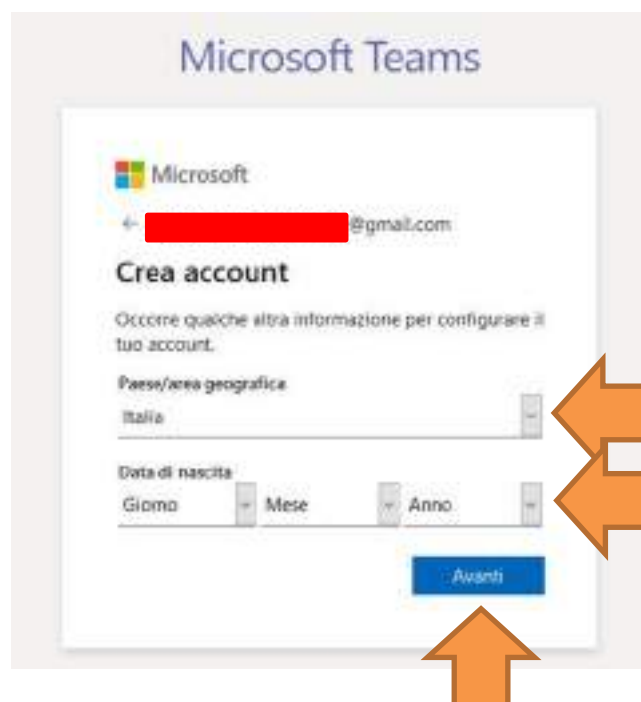 Microsoft Teams
Microsoft
@gmail.com
Crea account
Occorre qualche altra informazione per configurare il
tuo account.
Paese/area geografica
Italia
Data di nascita
Giorno Mese Anno
Avanti